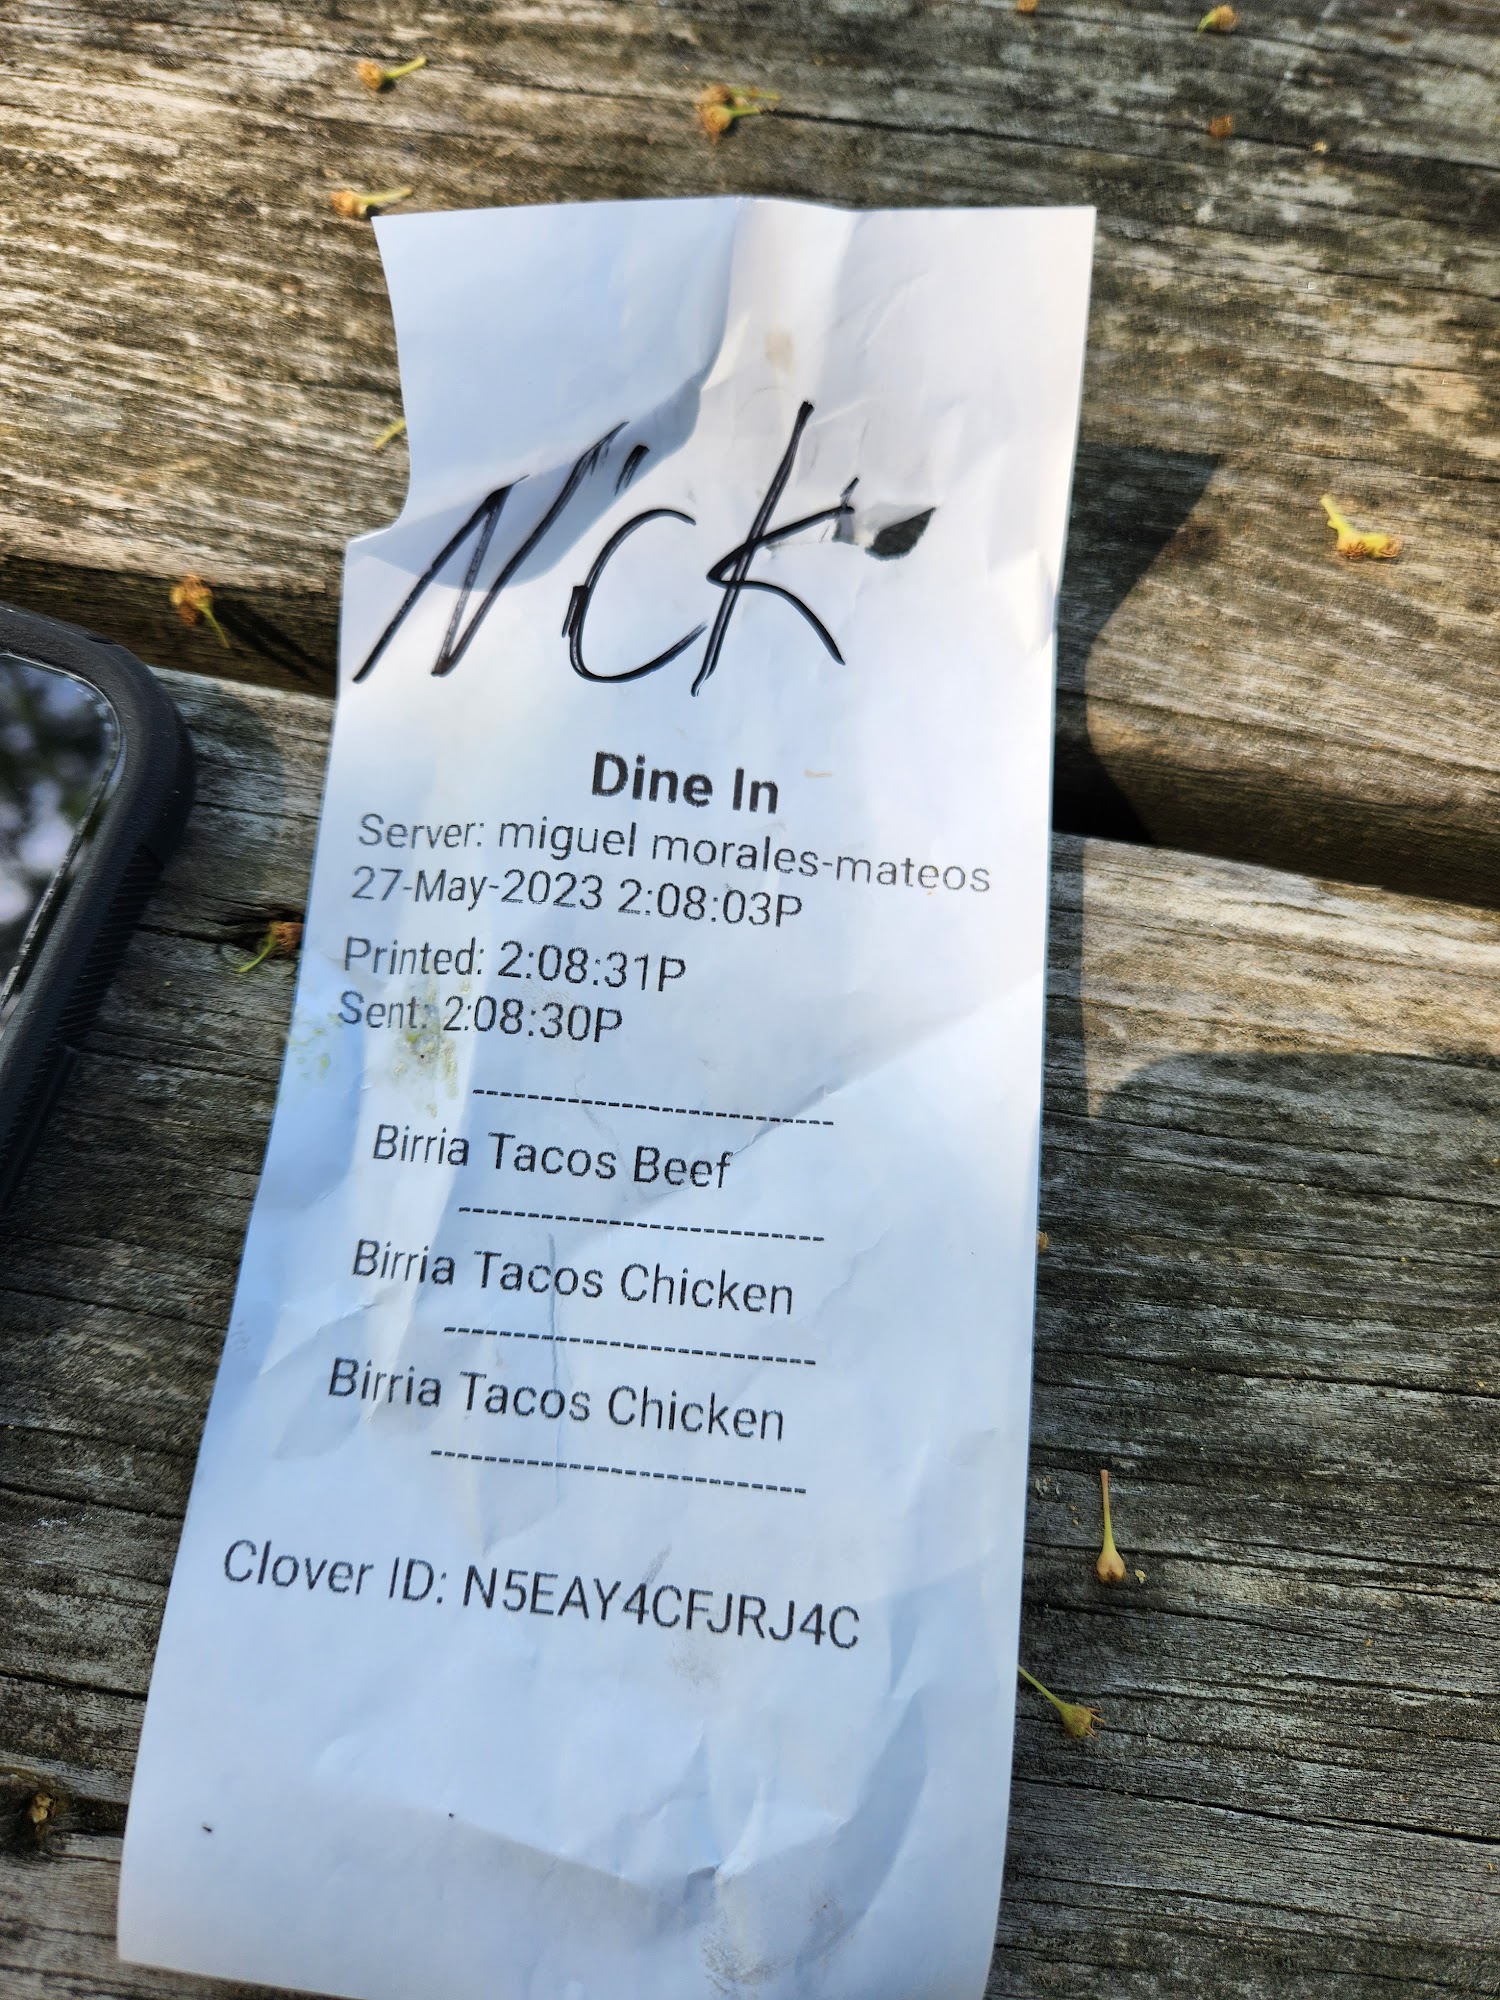 Nick
Dine In
Server: miguel morales-mateos
27-May-2023 2:08:03P
Printed: 2:08:31P
Sent: 2:08:30P
------------------------------
Birria Tacos Beef
------------------------------
Birria Tacos Chicken
------------------------------
Birria Tacos Chicken
------------------------------
Clover ID: N5EAY4CFJRJ4C